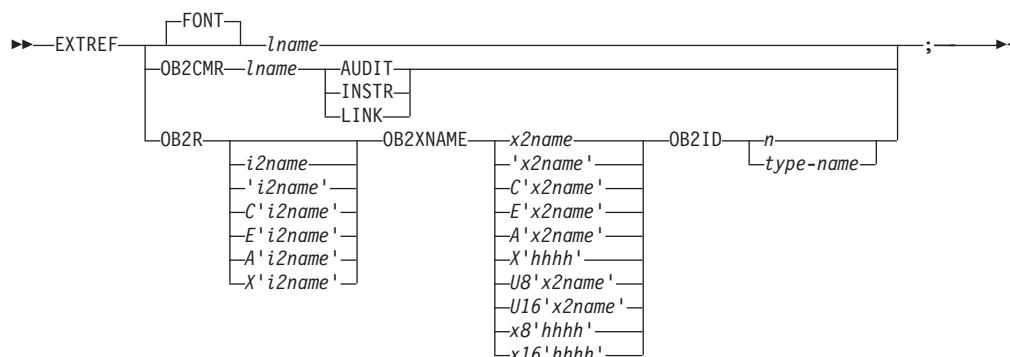 FONT
EXTREF lname ;
OB2CMR lname AUDIT
INSTR
LINK
OB2R OB2XNAME x2name OB2ID n
i2name 'x2name' type-name
'i2name' C'x2name'
C'i2name' E'x2name'
E'i2name' A'x2name'
A'i2name' X'hhhh'
X'i2name' U8'x2name'
U16'x2name'
x8'hhhh'
x16'hhhh'